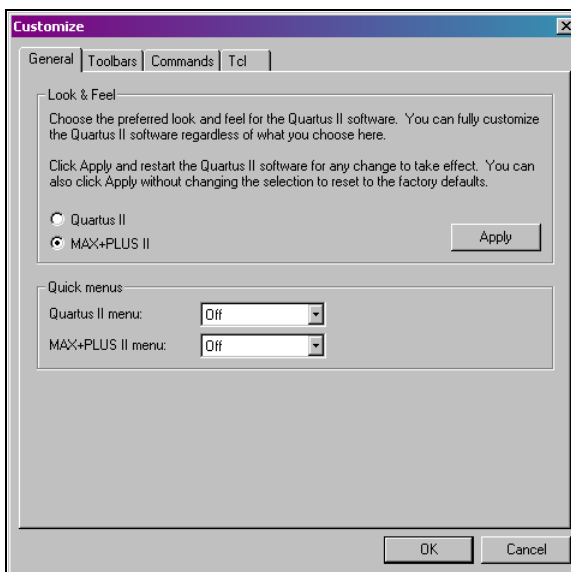 Customize
General Toolbars Commands Tcl
Look & Feel
Choose the preferred look and feel for the Quartus II software. You can fully customize
the Quartus II software regardless of what you choose here.
Click Apply and restart the Quartus II software for any change to take effect. You can
also click Apply without changing the selection to reset to the factory defaults.
Quartus II
MAX+PLUS II
Apply
Quick menus
Quartus II menu: Off
MAX+PLUS II menu: Off
OK Cancel